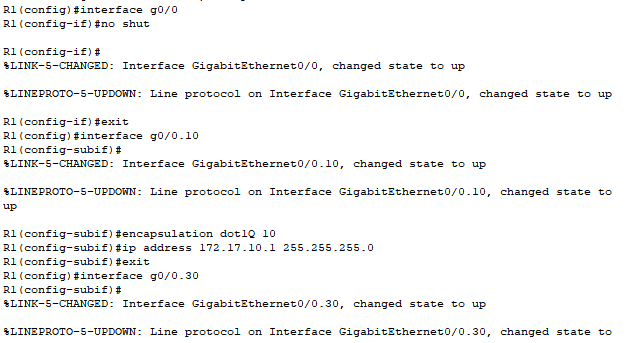 R1(config)#interface g0/0
R1(config-if)#no shut
R1(config-if)#
%LINK-5-CHANGED: Interface GigabitEthernet0/0, changed state to up
%LINEPROTO-5-UPDOWN: Line protocol on Interface GigabitEthernet0/0, changed state to up
R1(config-if)#exit
R1(config)#interface g0/0.10
R1(config-subif)#
%LINK-5-CHANGED: Interface GigabitEthernet0/0.10, changed state to up
%LINEPROTO-5-UPDOWN: Line protocol on Interface GigabitEthernet0/0.10, changed state to
up
R1(config-subif)#encapsulation dot1Q 10
R1(config-subif)#ip address 172.17.10.1 255.255.255.0
R1(config-subif)#exit
R1(config)#interface g0/0.30
R1(config-subif)#
%LINK-5-CHANGED: Interface GigabitEthernet0/0.30, changed state to up
%LINEPROTO-5-UPDOWN: Line protocol on Interface GigabitEthernet0/0.30, changed state to